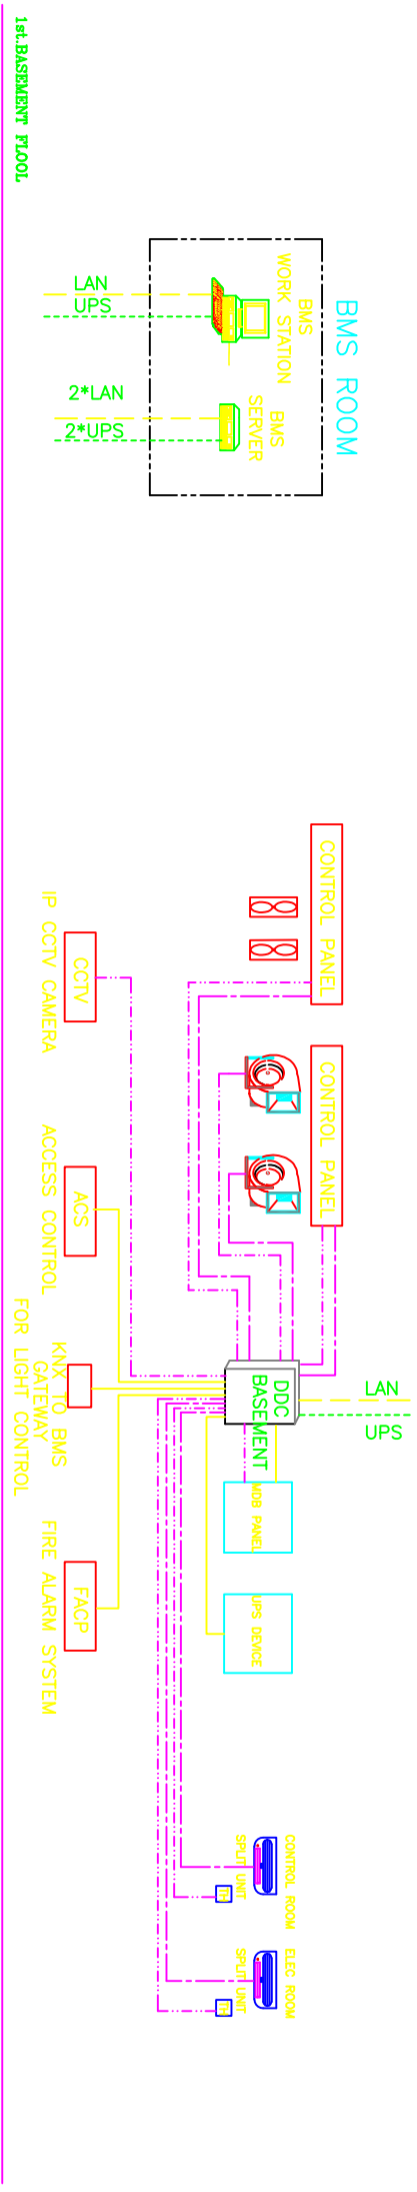 1st.BASEMENT FLOOL
BMS ROOM
BMS
WORK STATION
BMS
SERVER
LAN
UPS
2*LAN
2*UPS
CONTROL PANEL
CONTROL PANEL
CCTV
IP CCTV CAMERA
ACS
ACCESS CONTROL
KNX TO BMS
GATEWAY
FOR LIGHT CONTROL
FACP
FIRE ALARM SYSTEM
LAN
UPS
DDC
BASEMENT
MDB PANEL
UPS DEVICE
CONTROL ROOM
SPLIT UNIT
TH
ELEC ROOM
SPLIT UNIT
TH